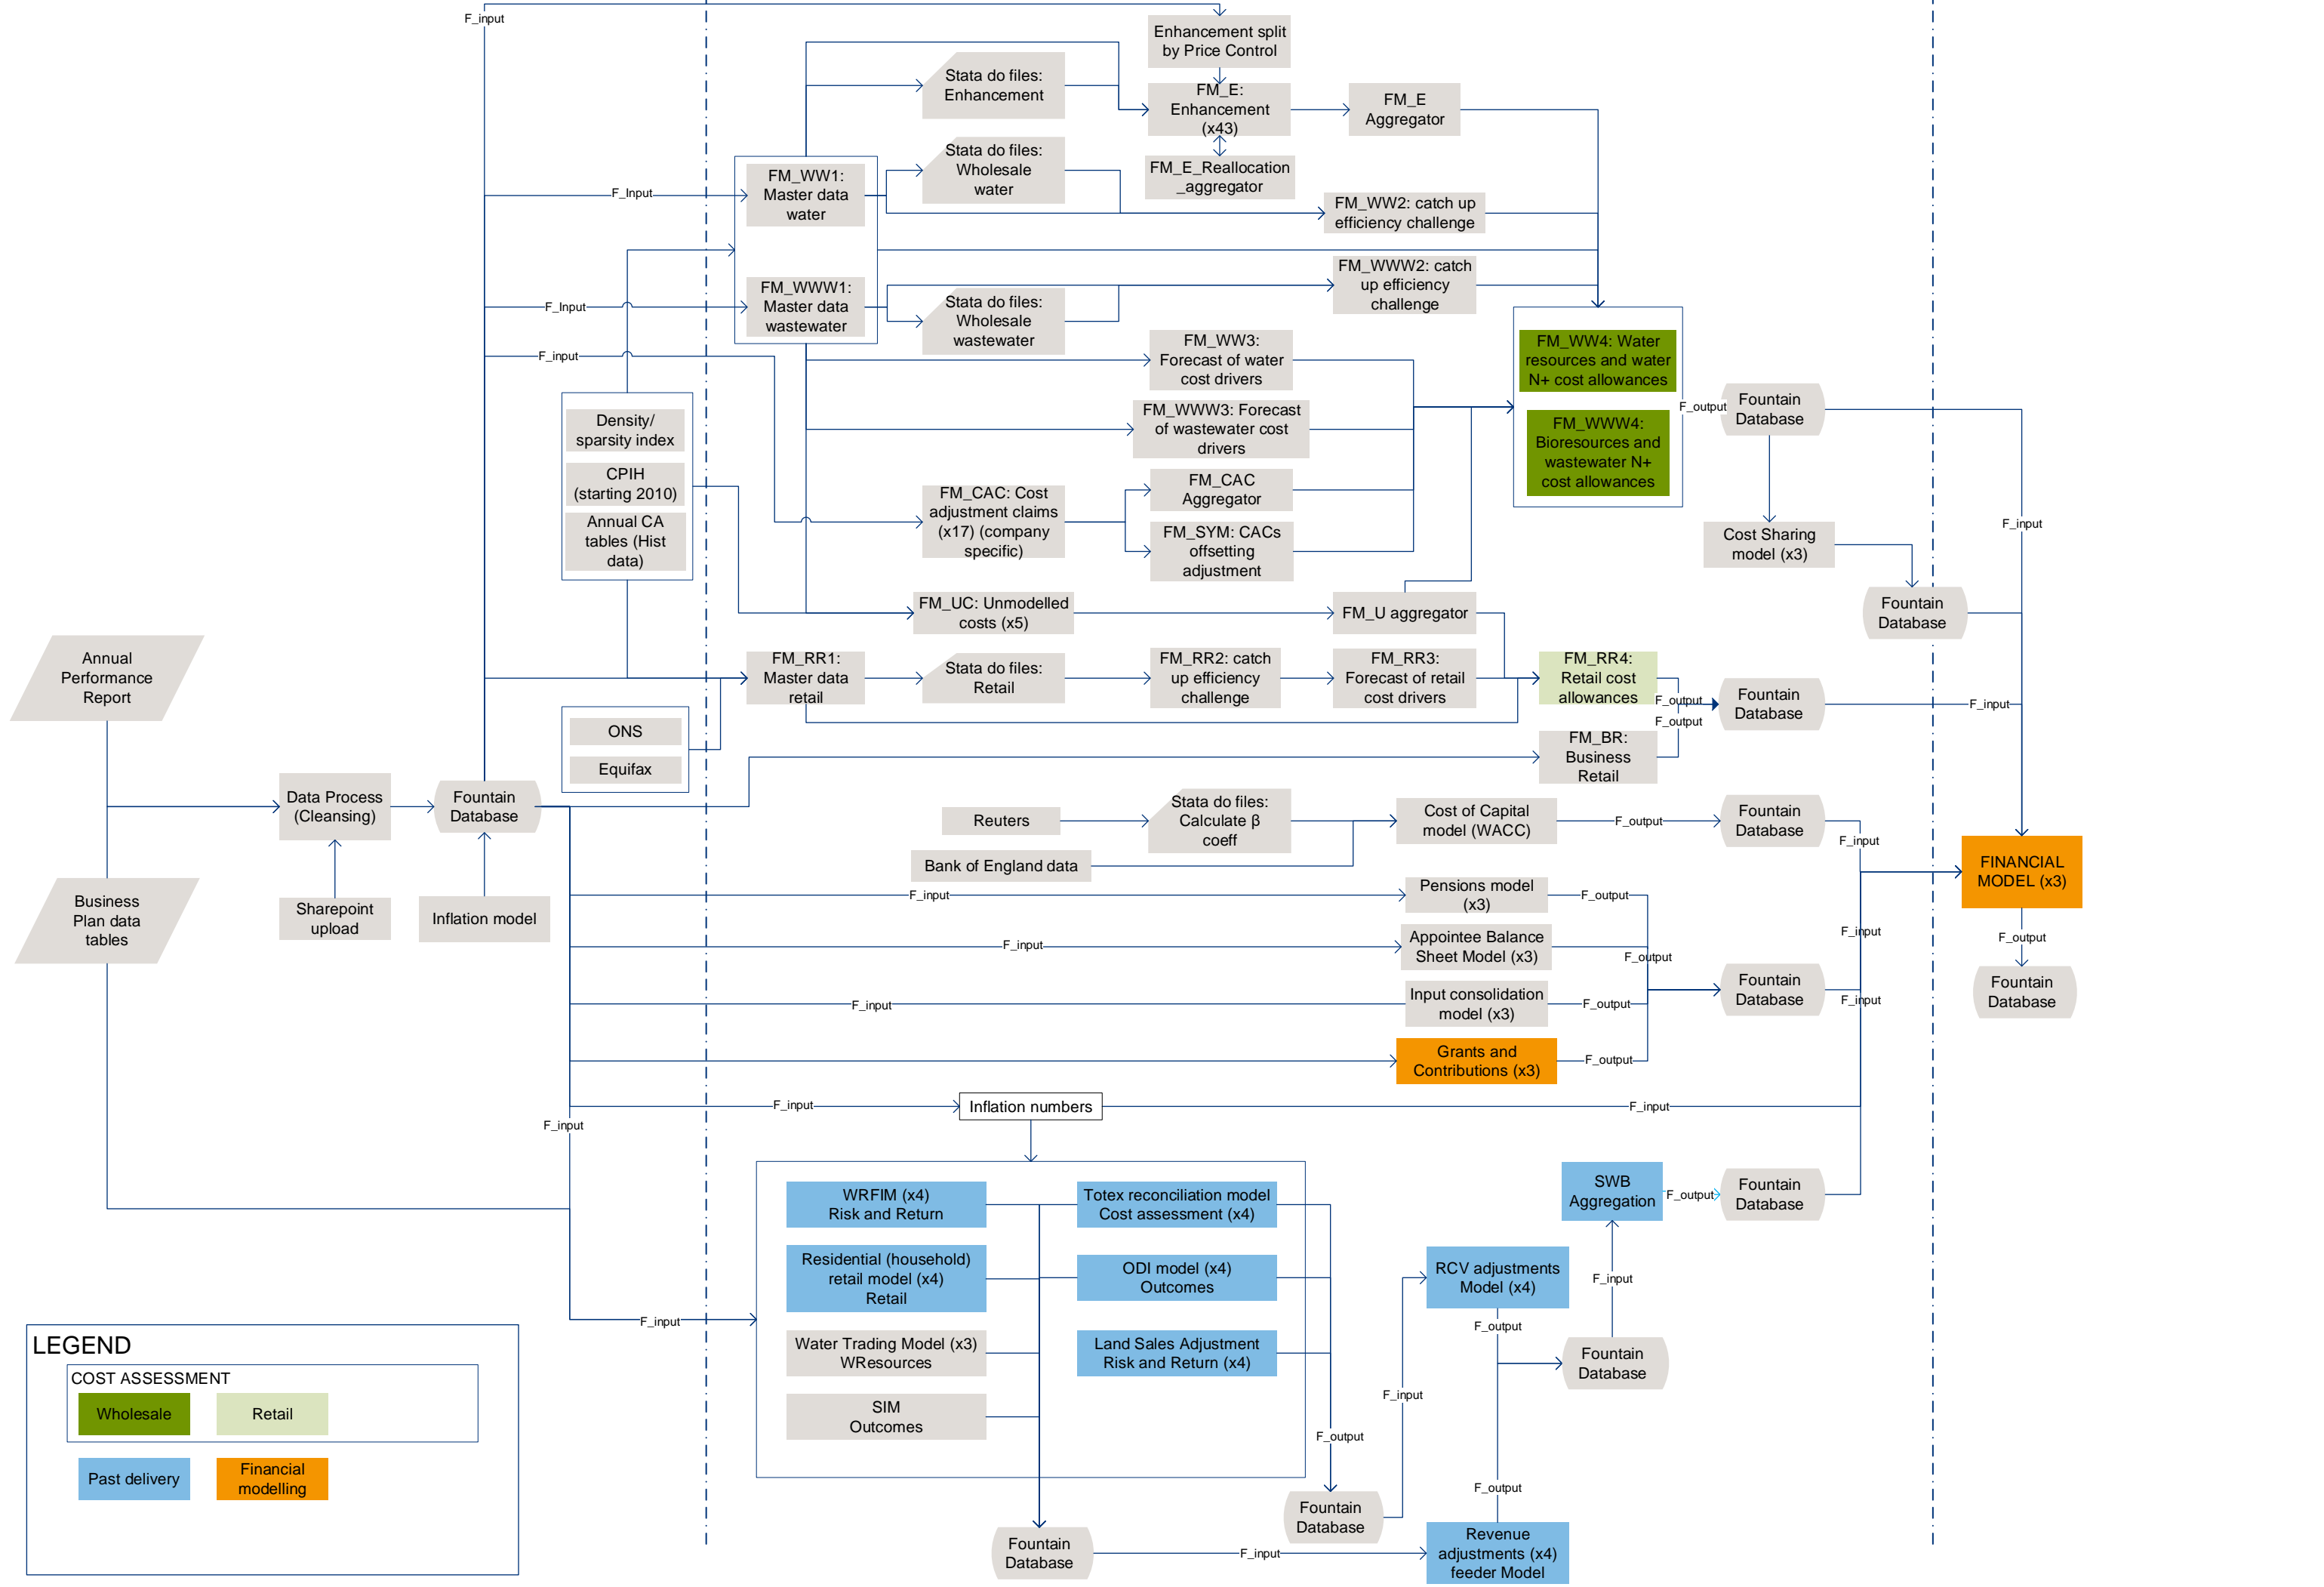 F_input
Enhancement split
by Price Control
Stata do files:
Enhancement
FM_E:
Enhancement
(x43)
FM_E
Aggregator
Stata do files:
Wholesale
water
FM_E_Reallocation
_aggregator
F_Input
FM_WW1:
Master data
water
FM_WW2: catch up
efficiency challenge
F_Input
FM_WWW1:
Master data
wastewater
Stata do files:
Wholesale
wastewater
FM_WWW2: catch
up efficiency
challenge
F_input
FM_WW3:
Forecast of water
cost drivers
FM_WW4: Water
resources and water
N+ cost allowances
FM_WWW3: Forecast
of wastewater cost
drivers
FM_WWW4:
Bioresources and
wastewater N+
cost allowances
F_output
Fountain
Database
Density/
sparsity index
CPIH
(starting 2010)
Annual CA
tables (Hist
data)
FM_CAC: Cost
adjustment claims
(x17) (company
specific)
FM_CAC
Aggregator
FM_SYM: CACs
offsetting
adjustment
Cost Sharing
model (x3)
F_input
Fountain
Database
FM_UC: Unmodelled
costs (x5)
FM_U aggregator
Annual
Performance
Report
FM_RR1:
Master data
retail
Stata do files:
Retail
FM_RR2: catch
up efficiency
challenge
FM_RR3:
Forecast of retail
cost drivers
FM_RR4:
Retail cost
allowances
F_output
F_output
Fountain
Database
F_input
ONS
Equifax
FM_BR:
Business
Retail
Data Process
(Cleansing)
Fountain
Database
Reuters
Stata do files:
Calculate β
coeff
Cost of Capital
model (WACC)
F_output
Fountain
Database
F_input
Bank of England data
FINANCIAL
MODEL (x3)
Business
Plan data
tables
Sharepoint
upload
Inflation model
F_input
Pensions model
(x3)
F_output
F_input
F_output
F_input
Appointee Balance
Sheet Model (x3)
F_output
Fountain
Database
F_input
Fountain
Database
F_input
Input consolidation
model (x3)
F_output
Grants and
Contributions (x3)
F_output
F_input
F_input
Inflation numbers
F_input
WRFIM (x4)
Risk and Return
Totex reconciliation model
Cost assessment (x4)
SWB
Aggregation
F_output
Fountain
Database
Residential (household)
retail model (x4)
Retail
ODI model (x4)
Outcomes
RCV adjustments
Model (x4)
F_input
F_input
Water Trading Model (x3)
WResources
Land Sales Adjustment
Risk and Return (x4)
F_output
Fountain
Database
SIM
Outcomes
F_input
F_output
F_output
Fountain
Database
Fountain
Database
F_input
Revenue
adjustments (x4)
feeder Model
LEGEND
COST ASSESSMENT
Wholesale
Retail
Past delivery
Financial
modelling